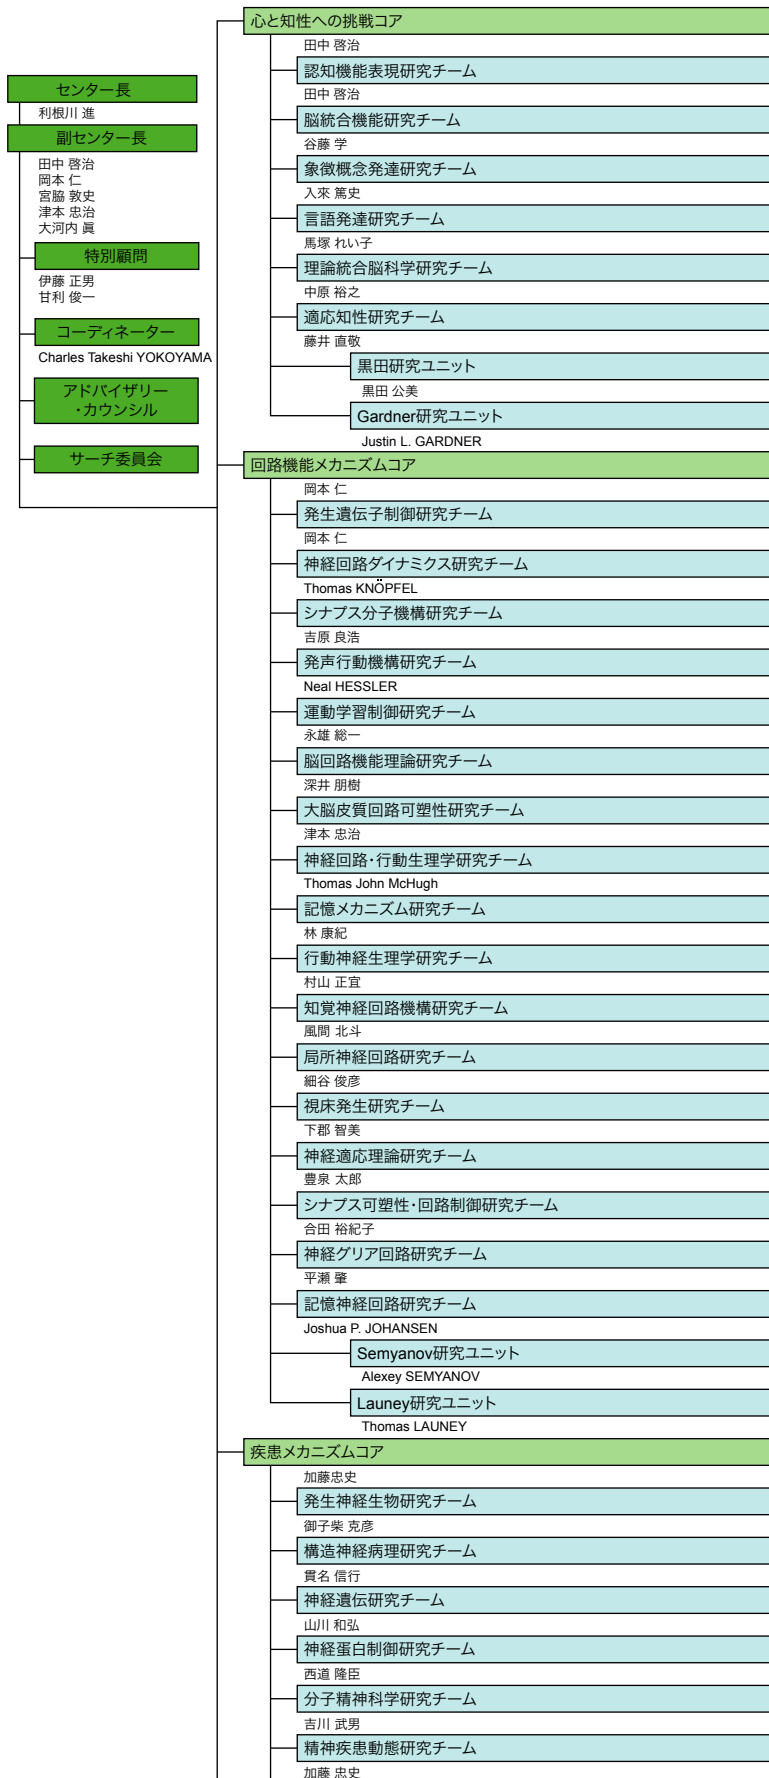 センター長
利根川 進
副センター長
田中 啓治
岡本 仁
宮脇 敦史
津本 忠治
大河内 眞
特別顧問
伊藤 正男
甘利 俊一
コーディネーター
Charles Takeshi YOKOYAMA
アドバイザリー
・カウンシル
サーチ委員会
心と知性への挑戦コア
田中 啓治
認知機能表現研究チーム
田中 啓治
脳統合機能研究チーム
谷藤 学
象徴概念発達研究チーム
入來 篤史
言語発達研究チーム
馬塚 れい子
理論統合脳科学研究チーム
中原 裕之
適応知性研究チーム
藤井 直敬
黒田研究ユニット
黒田 公美
Gardner研究ユニット
Justin L. GARDNER
回路機能メカニズムコア
岡本 仁
発生遺伝子制御研究チーム
岡本 仁
神経回路ダイナミクス研究チーム
Thomas KNÖPFEL
シナプス分子機構研究チーム
吉原 良浩
発声行動機構研究チーム
Neal HESSLER
運動学習制御研究チーム
永雄 総一
脳回路機能理論研究チーム
深井 朋樹
大脳皮質回路可塑性研究チーム
津本 忠治
神経回路・行動生理学研究チーム
Thomas John McHugh
記憶メカニズム研究チーム
林 康紀
行動神経生理学研究チーム
村山 正宜
知覚神経回路機構研究チーム
風間 北斗
局所神経回路研究チーム
細谷 俊彦
視床発生研究チーム
下郡 智美
神経適応理論研究チーム
豊泉 太郎
シナプス可塑性・回路制御研究チーム
合田 裕紀子
神経グリア回路研究チーム
平瀬 肇
記憶神経回路研究チーム
Joshua P. JOHANSEN
Semyanov研究ユニット
Alexey SEMYANOV
Launey研究ユニット
Thomas LAUNEY
疾患メカニズムコア
加藤忠史
発生神経生物研究チーム
御子柴 克彦
構造神経病理研究チーム
貫名 信行
神経遺伝研究チーム
山川 和弘
神経蛋白制御研究チーム
西道 隆臣
分子精神科学研究チーム
吉川 武男
精神疾患動態研究チーム
加藤 忠史